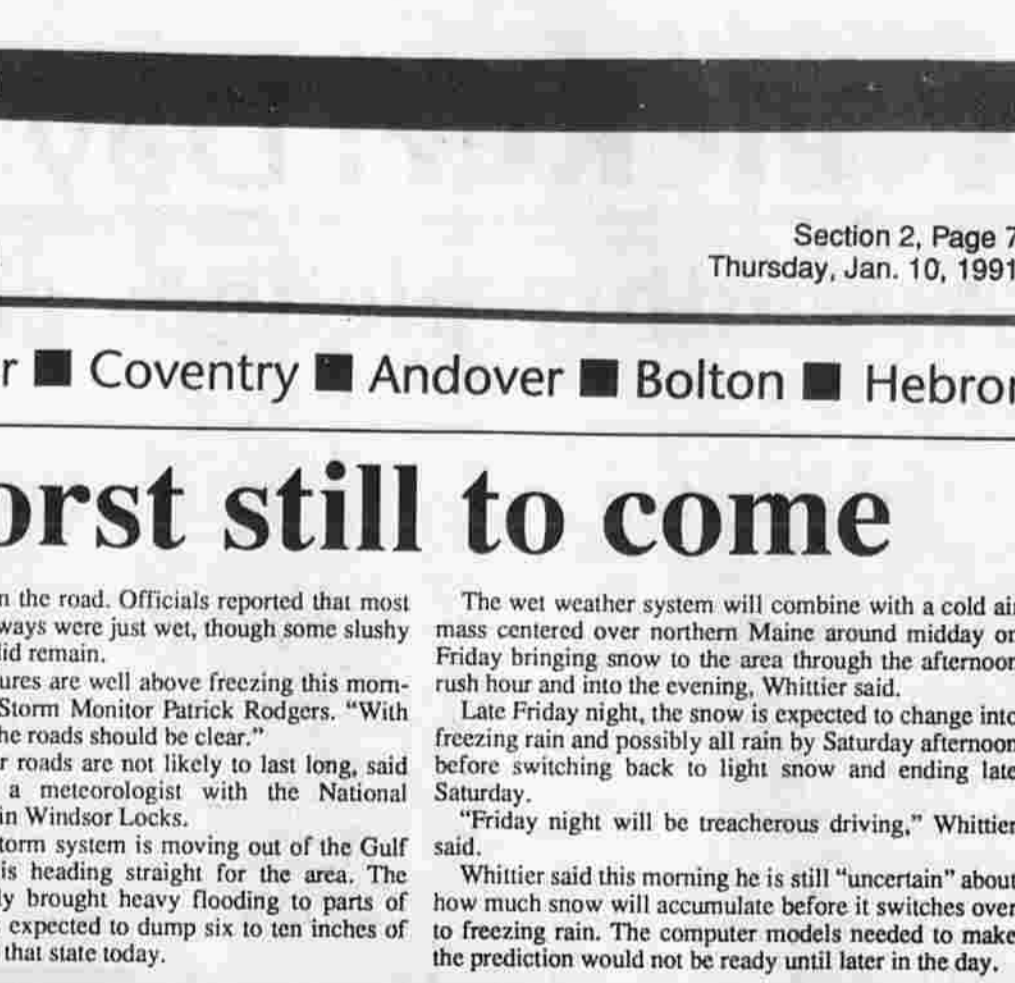 Section 2, Page 7
Thursday, Jan. 10, 1991
r ■ Coventry ■ Andover ■ Bolton ■ Hebron
orst still to come
n the road. Officials reported that most
ways were just wet, though some slushy
lid remain.
ures are well above freezing this morn-
Storm Monitor Patrick Rodgers. “With
he roads should be clear.”
r roads are not likely to last long, said
a meteorologist with the National
in Windsor Locks.
torm system is moving out of the Gulf
is heading straight for the area. The
ly brought heavy flooding to parts of
expected to dump six to ten inches of
that state today.
The wet weather system will combine with a cold air
mass centered over northern Maine around midday on
Friday bringing snow to the area through the afternoon
rush hour and into the evening, Whittier said.
Late Friday night, the snow is expected to change into
freezing rain and possibly all rain by Saturday afternoon
before switching back to light snow and ending late
Saturday.
“Friday night will be treacherous driving,” Whittier
said.
Whittier said this morning he is still “uncertain” about
how much snow will accumulate before it switches over
to freezing rain. The computer models needed to make
the prediction would not be ready until later in the day.